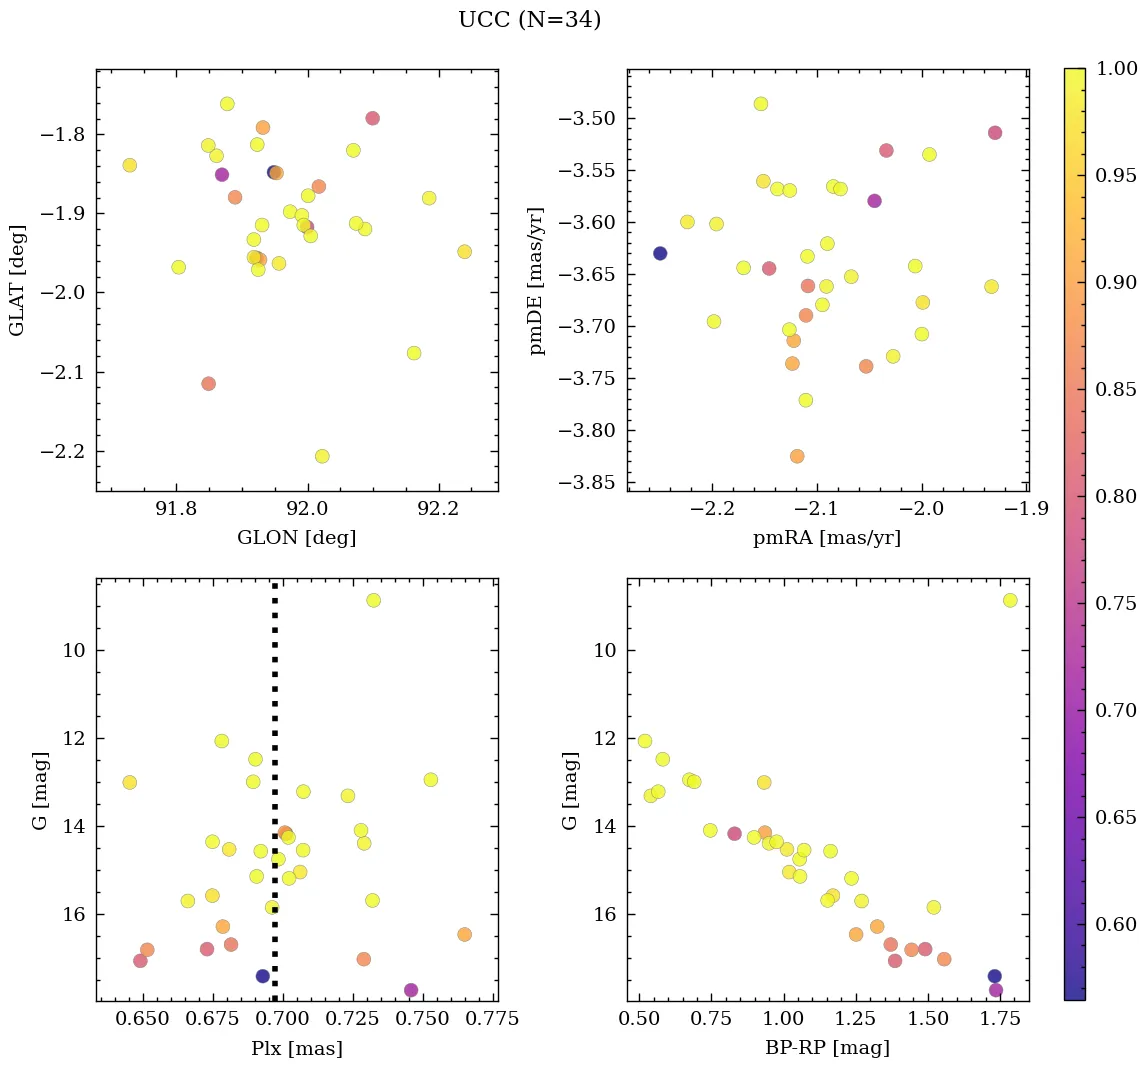 UCC (N=34)
−1.8
−1.9
−2.0
−2.1
−2.2
GLAT [deg]
91.8 92.0 92.2
GLON [deg]
−3.50
−3.55
−3.60
−3.65
−3.70
−3.75
−3.80
−3.85
pmDE [mas/yr]
−2.2 −2.1 −2.0 −1.9
pmRA [mas/yr]
10
12
14
16
G [mag]
0.650 0.675 0.700 0.725 0.750 0.775
Plx [mas]
10
12
14
16
G [mag]
0.50 0.75 1.00 1.25 1.50 1.75
BP-RP [mag]
1.00
0.95
0.90
0.85
0.80
0.75
0.70
0.65
0.60